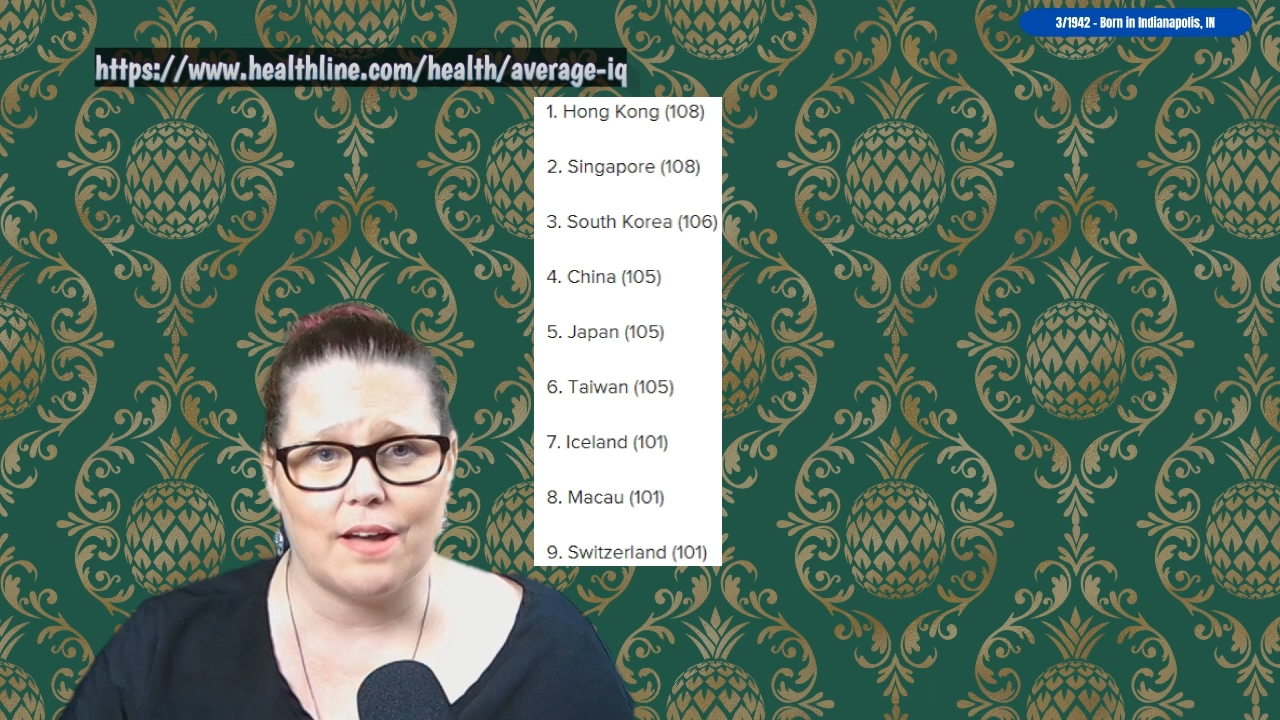 3/1942 - Born in Indianapolis, IN
https://www.healthline.com/health/average-iq
1. Hong Kong (108)
2. Singapore (108)
3. South Korea (106)
4. China (105)
5. Japan (105)
6. Taiwan (105)
7. Iceland (101)
8. Macau (101)
9. Switzerland (101)